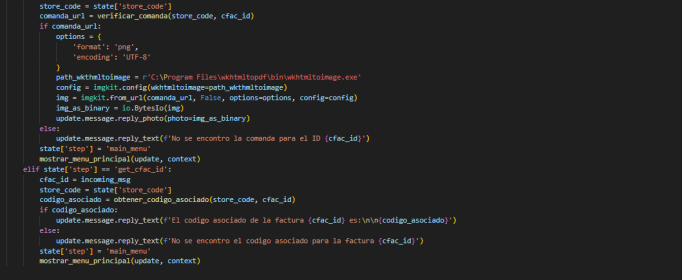 store_code = state['store_code']
comanda_url = verificar_comanda(store_code, cfac_id)
if comanda_url:
options = {
'format': 'png',
'encoding': 'UTF-8'
}
path_wkthmltoimage = r'C:\Program Files\wkhtmltopdf\bin\wkhtmltoimage.exe'
config = imgkit.config(wkhtmltoimage=path_wkthmltoimage)
img = imgkit.from_url(comanda_url, False, options=options, config=config)
img_as_binary = io.BytesIo(img)
update.message.reply_photo(photo=img_as_binary)
else:
update.message.reply_text(f'No se encontro la comanda para el ID {cfac_id}')
state['step'] = 'main_menu'
mostrar_menu_principal(update, context)
elif state['step'] == 'get_cfac_id':
cfac_id = incoming_msg
store_code = state['store_code']
codigo_asociado = obtener_codigo_asociado(store_code, cfac_id)
if codigo_asociado:
update.message.reply_text(f'El codigo asociado de la factura {cfac_id} es:\n\n{codigo_asociado}')
else:
update.message.reply_text(f'No se encontro el codigo asociado para la factura {cfac_id}')
state['step'] = 'main_menu'
mostrar_menu_principal(update, context)